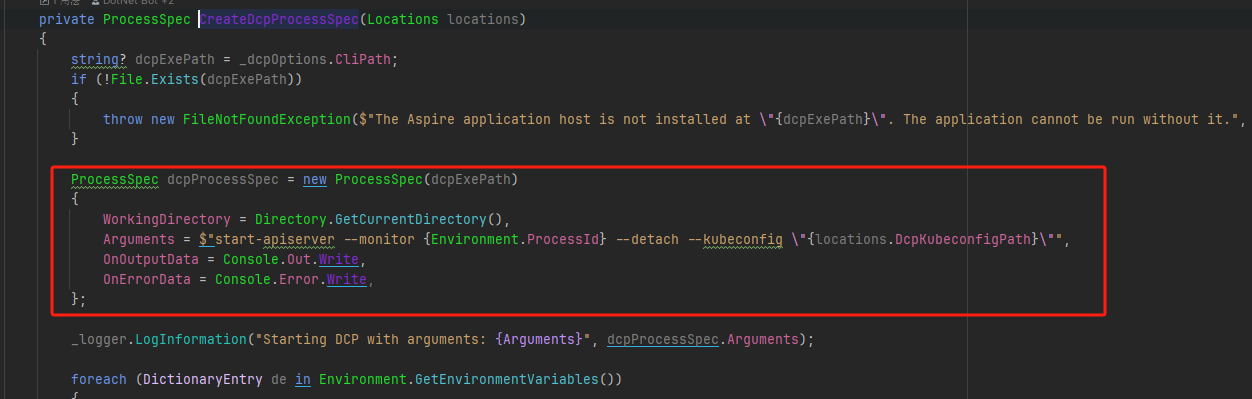 1 用法 DotNet Bot +2
private ProcessSpec CreateDcpProcessSpec(Locations locations)
{
string? dcpExePath = _dcpOptions.CliPath;
if (!File.Exists(dcpExePath))
{
throw new FileNotFoundException($"The Aspire application host is not installed at \"{dcpExePath}\". The application cannot be run without it.",
}
ProcessSpec dcpProcessSpec = new ProcessSpec(dcpExePath)
{
WorkingDirectory = Directory.GetCurrentDirectory(),
Arguments = $"start-apiserver --monitor {Environment.ProcessId} --detach --kubeconfig \"{locations.DcpKubeconfigPath}\"",
OnOutputData = Console.Out.Write,
OnErrorData = Console.Error.Write,
};
_logger.LogInformation("Starting DCP with arguments: {Arguments}", dcpProcessSpec.Arguments);
foreach (DictionaryEntry de in Environment.GetEnvironmentVariables())
{